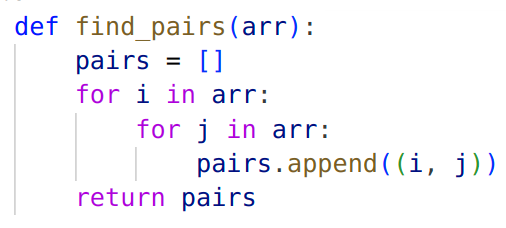 def find_pairs(arr):
    pairs = []
    for i in arr:
        for j in arr:
            pairs.append((i, j))
    return pairs